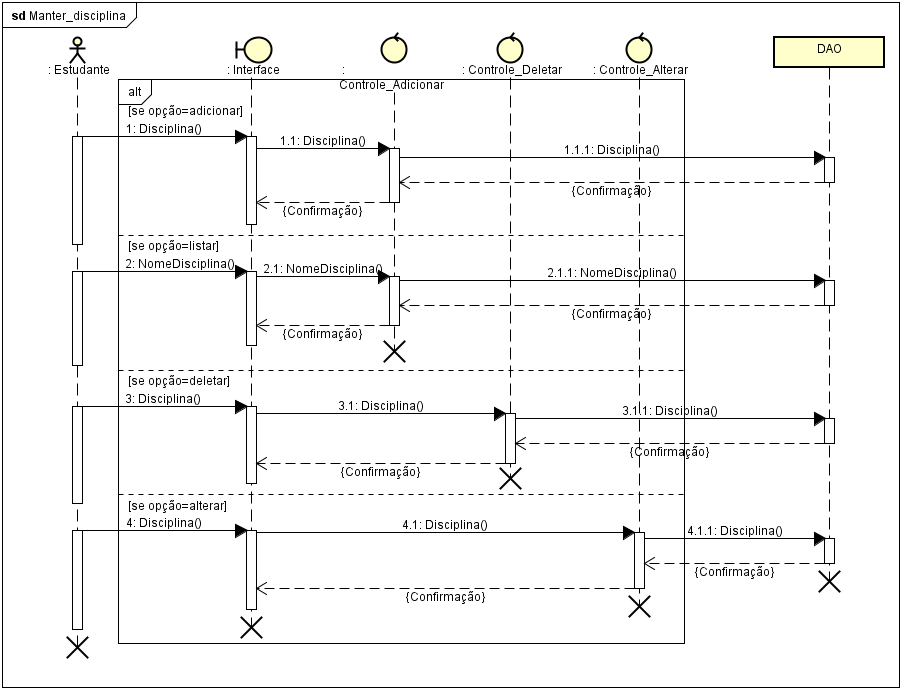 sd Manter_disciplina
: Estudante
: Interface
:
Controle_Adicionar
: Controle_Deletar
: Controle_Alterar
DAO
alt
[se opção=adicionar]
1: Disciplina()
1.1: Disciplina()
1.1.1: Disciplina()
{Confirmação}
{Confirmação}
[se opção=listar]
2: NomeDisciplina()
2.1: NomeDisciplina()
2.1.1: NomeDisciplina()
{Confirmação}
{Confirmação}
[se opção=deletar]
3: Disciplina()
3.1: Disciplina()
3.1.1: Disciplina()
{Confirmação}
{Confirmação}
[se opção=alterar]
4: Disciplina()
4.1: Disciplina()
4.1.1: Disciplina()
{Confirmação}
{Confirmação}